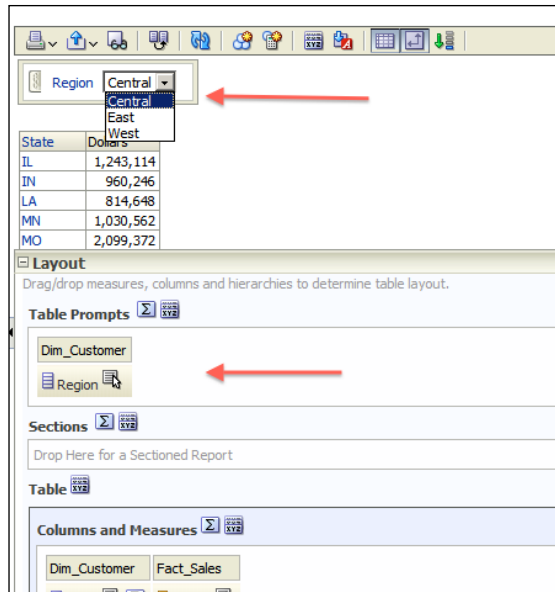 Region Central
Central
East
West
State Dollars
IL 1,243,114
IN 960,246
LA 814,648
MN 1,030,562
MO 2,099,372
Layout
Drag/drop measures, columns and hierarchies to determine table layout.
Table Prompts
Dim_Customer
Region
Sections
Drop Here for a Sectioned Report
Table
Columns and Measures
Dim_Customer Fact_Sales